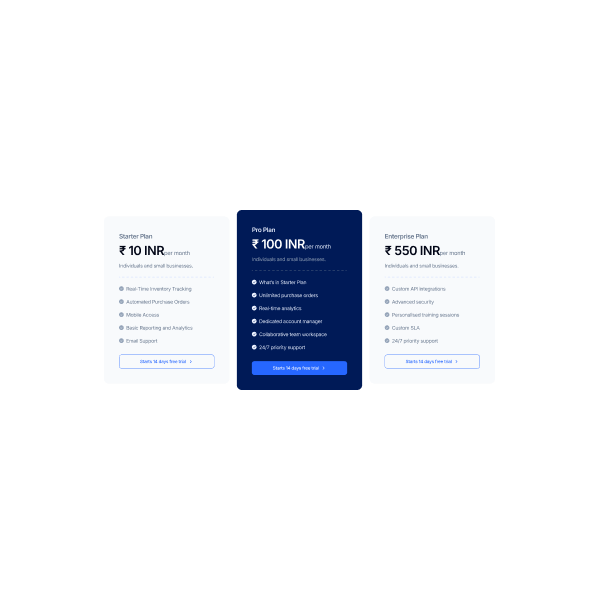 Starter Plan
₹ 10 INR per month
Individuals and small businesses.
Real-Time Inventory Tracking
Automated Purchase Orders
Mobile Access
Basic Reporting and Analytics
Email Support
Starts 14 days free trial
Pro Plan
₹ 100 INR per month
Individuals and small businesses.
What's in Starter Plan
Unlimited purchase orders
Real-time analytics
Dedicated account manager
Collaborative team workspace
24/7 priority support
Starts 14 days free trial
Enterprise Plan
₹ 550 INR per month
Individuals and small businesses.
Custom API integrations
Advanced security
Personalised training sessions
Custom SLA
24/7 priority support
Starts 14 days free trial